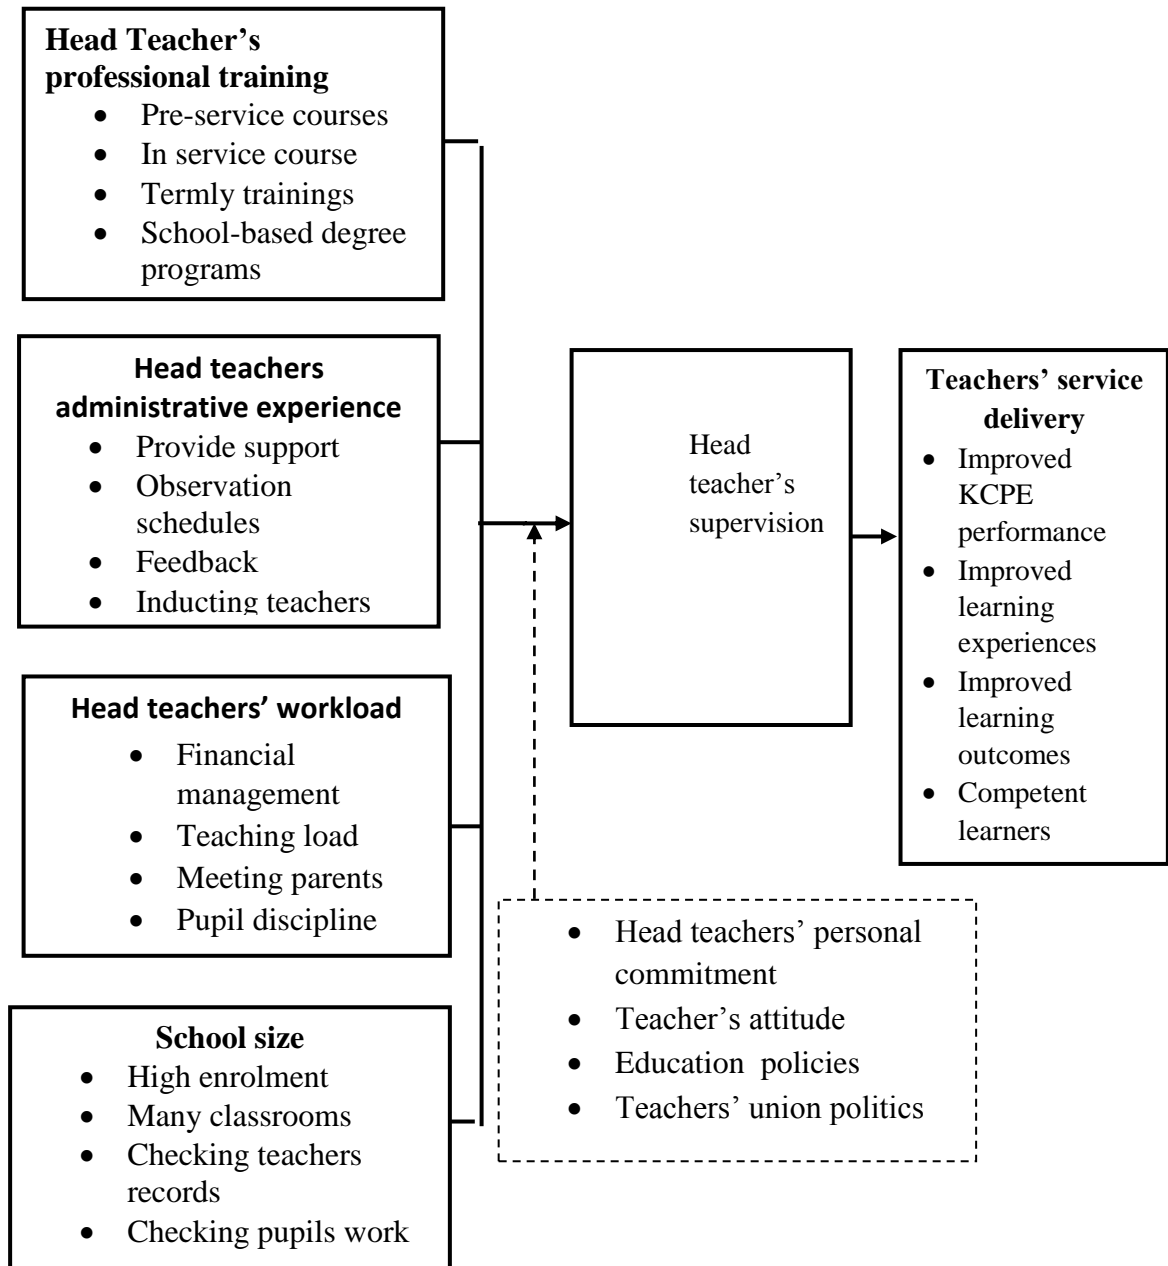 Head Teacher’s
professional training
• Pre-service courses
• In service course
• Termly trainings
• School-based degree
programs
Head teachers
administrative experience
• Provide support
• Observation
schedules
• Feedback
• Inducting teachers
Head teachers’ workload
• Financial
management
• Teaching load
• Meeting parents
• Pupil discipline
School size
• High enrolment
• Many classrooms
• Checking teachers
records
• Checking pupils work
Head
teacher’s
supervision
Teachers’ service
delivery
• Improved
KCPE
performance
• Improved
learning
experiences
• Improved
learning
outcomes
• Competent
learners
• Head teachers’ personal
commitment
• Teacher’s attitude
• Education policies
• Teachers’ union politics